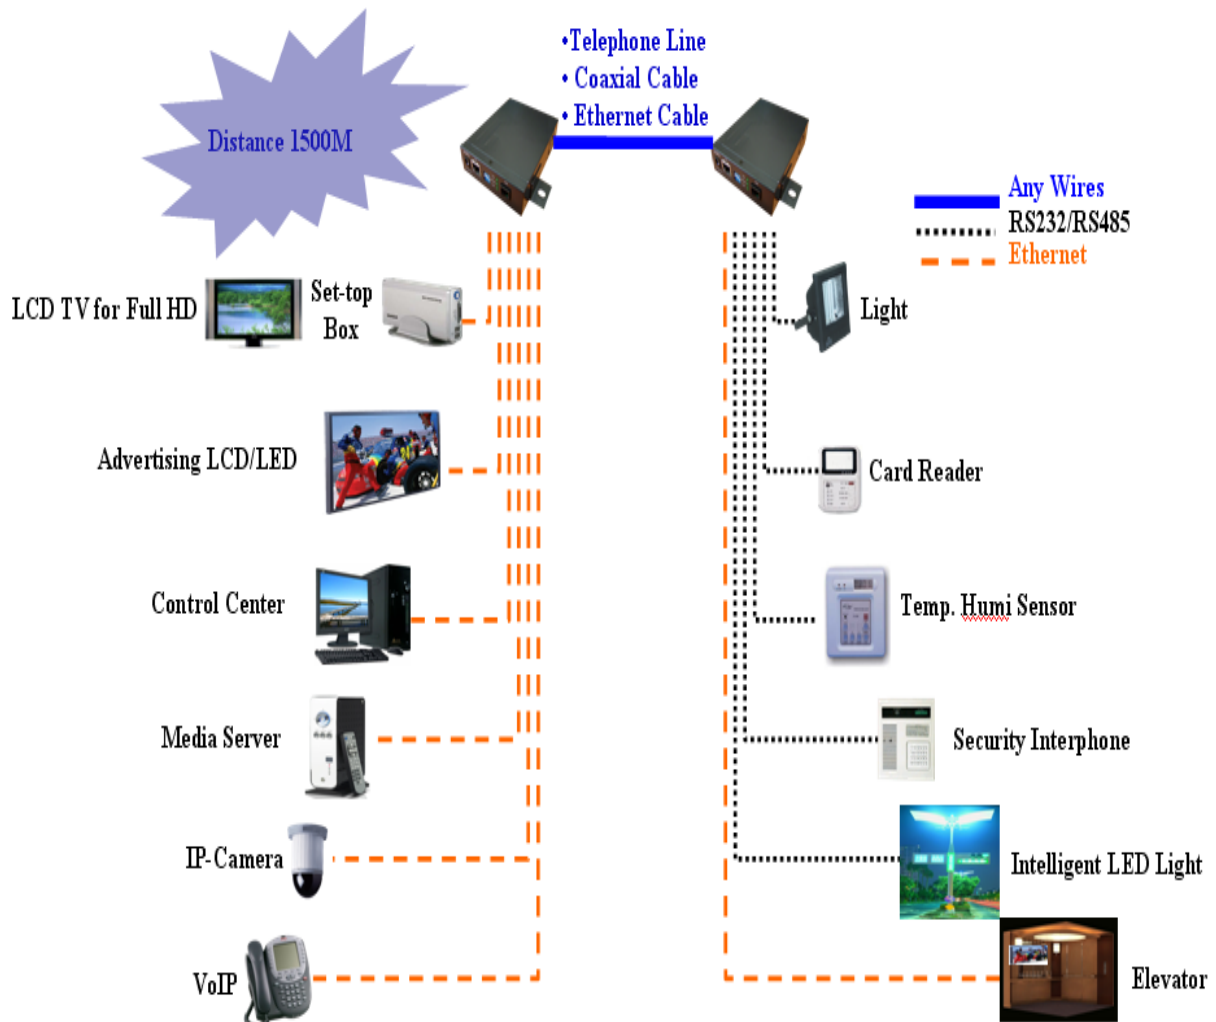 •Telephone Line
• Coaxial Cable
• Ethernet Cable
Distance 1500M
Any Wires
RS232/RS485
Ethernet
LCD TV for Full HD
Set-top
Box
Light
Advertising LCD/LED
Card Reader
Control Center
Temp. Humi Sensor
Media Server
Security Interphone
IP-Camera
Intelligent LED Light
VoIP
Elevator